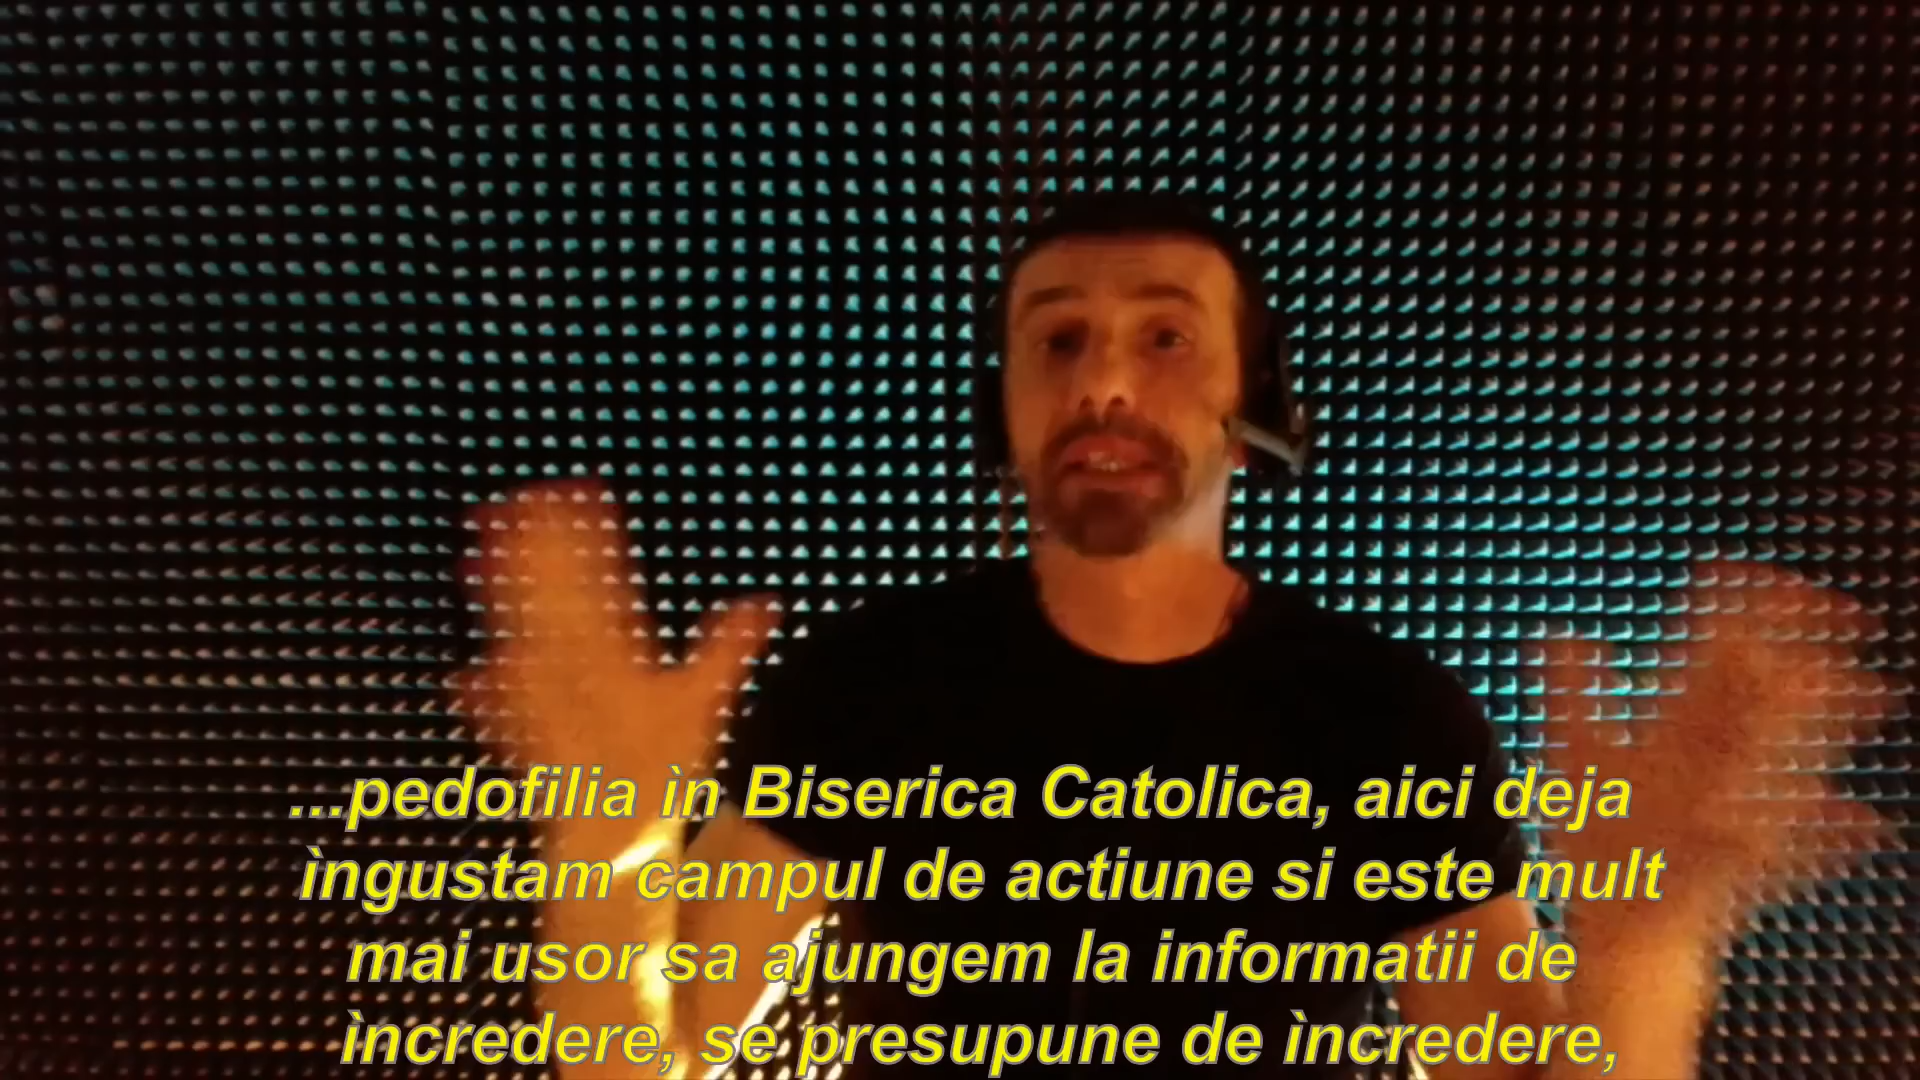 ...pedofilia ìn Biserica Catolica, aici deja
ìngustam campul de actiune si este mult
mai usor sa ajungem la informatii de
ìncredere, se presupune de ìncredere,